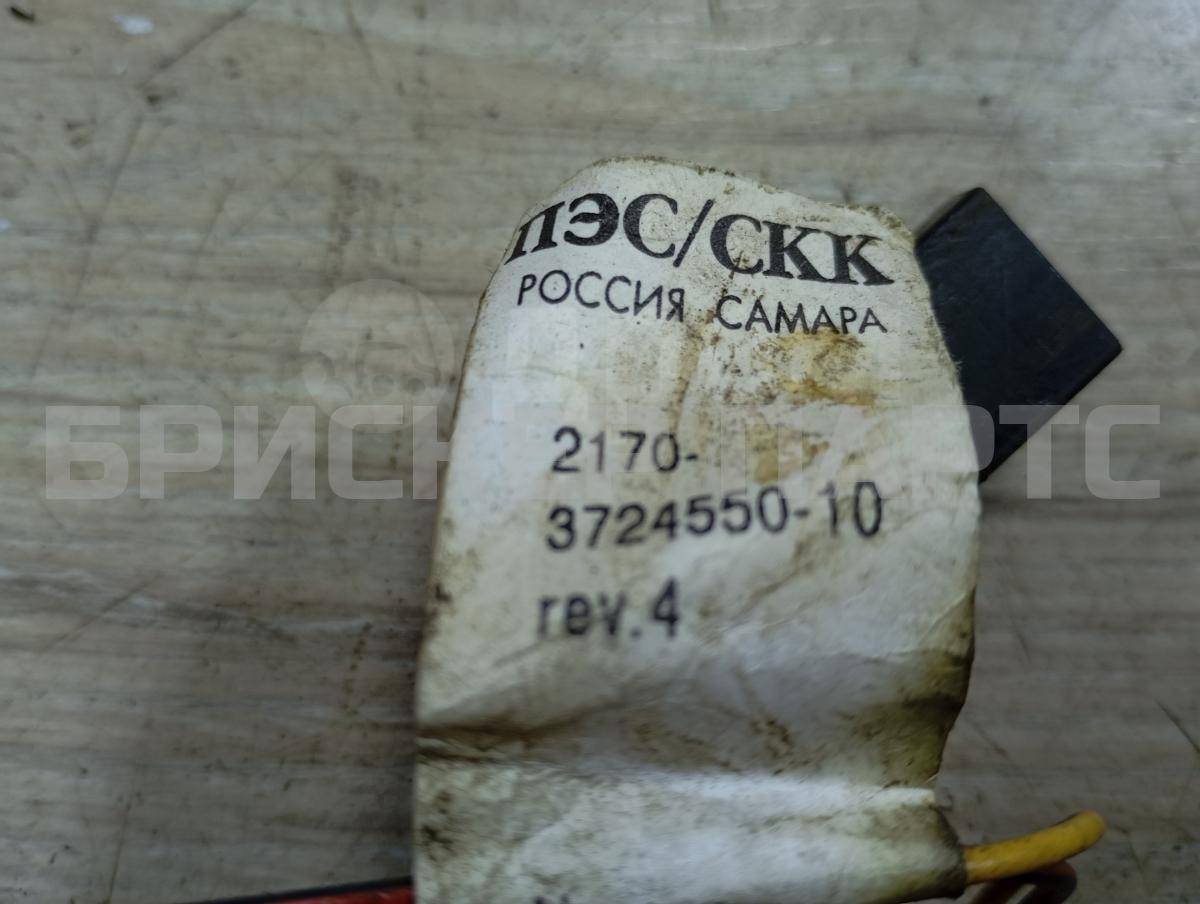 ПЭС/СКК
РОССИЯ САМАРА
2170-
3724550-10
rev.4